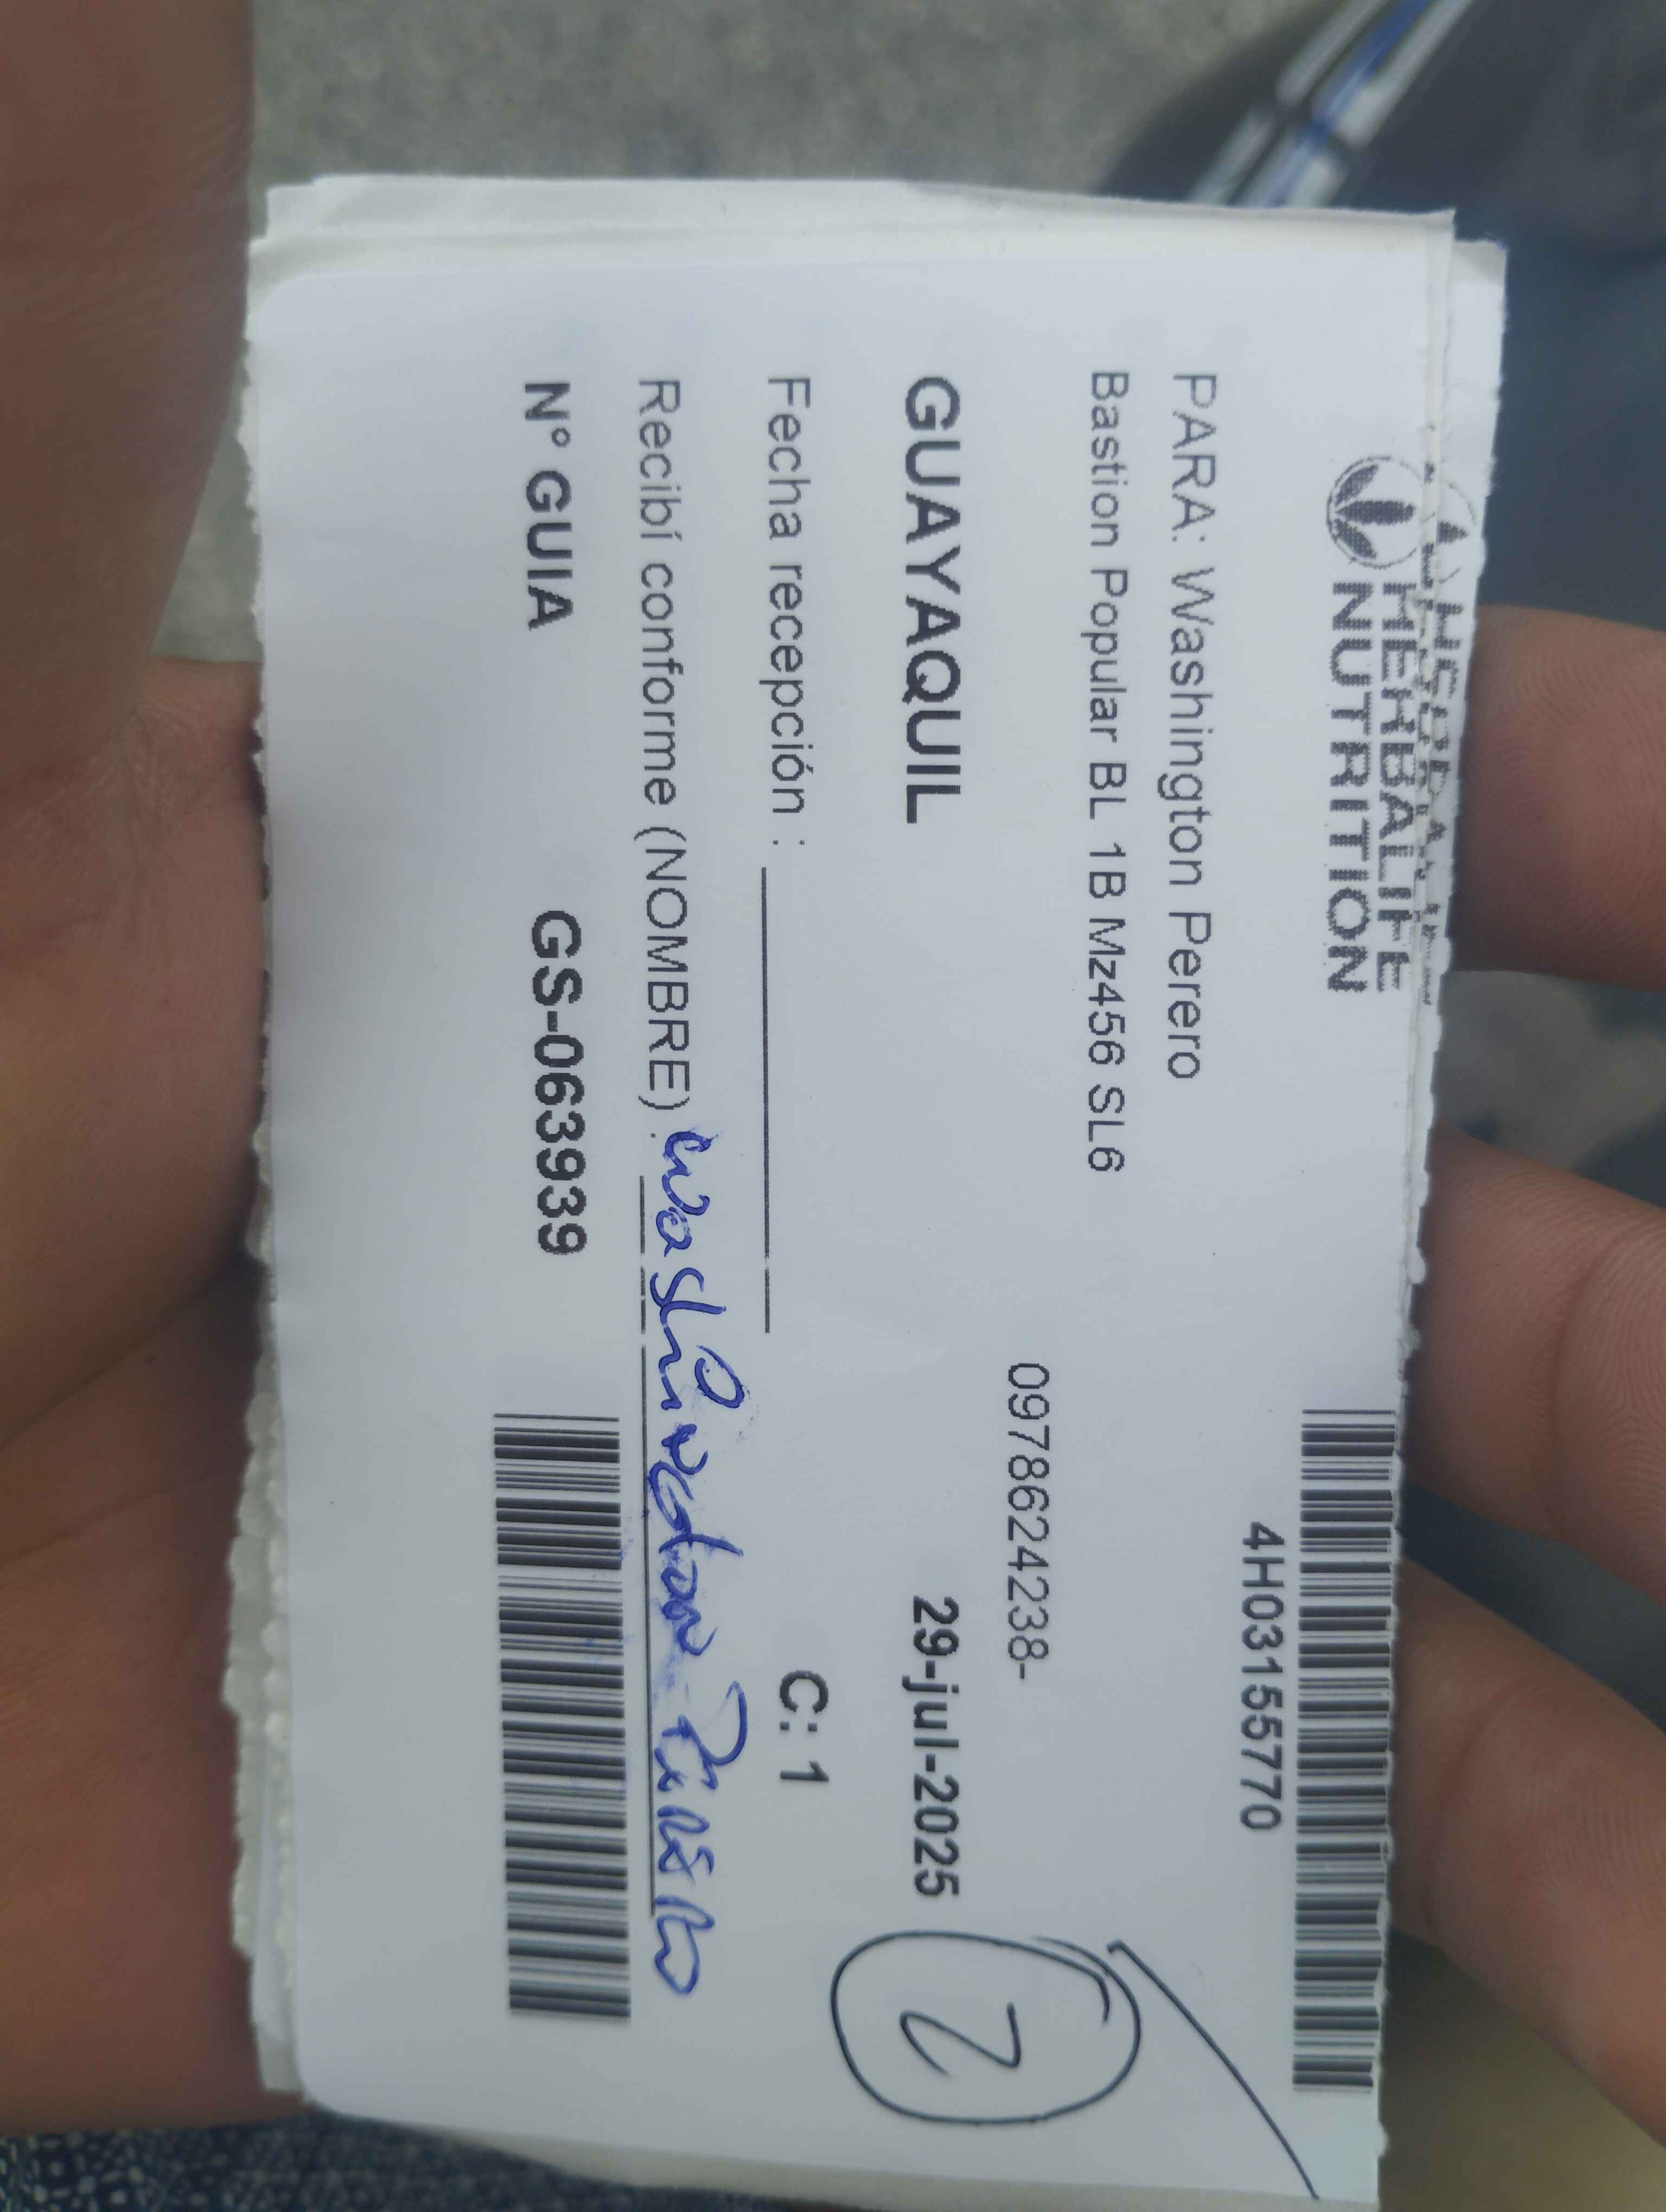 HERBALIFE
NUTRITION
4H03155770
PARA: Washington Perero
Bastion Popular BL 1B Mz456 SL6
0978624238-
GUAYAQUIL 29-jul-2025
2
Fecha recepción : C: 1
Recibí conforme (NOMBRE): Washington
N° GUIA GS-063939